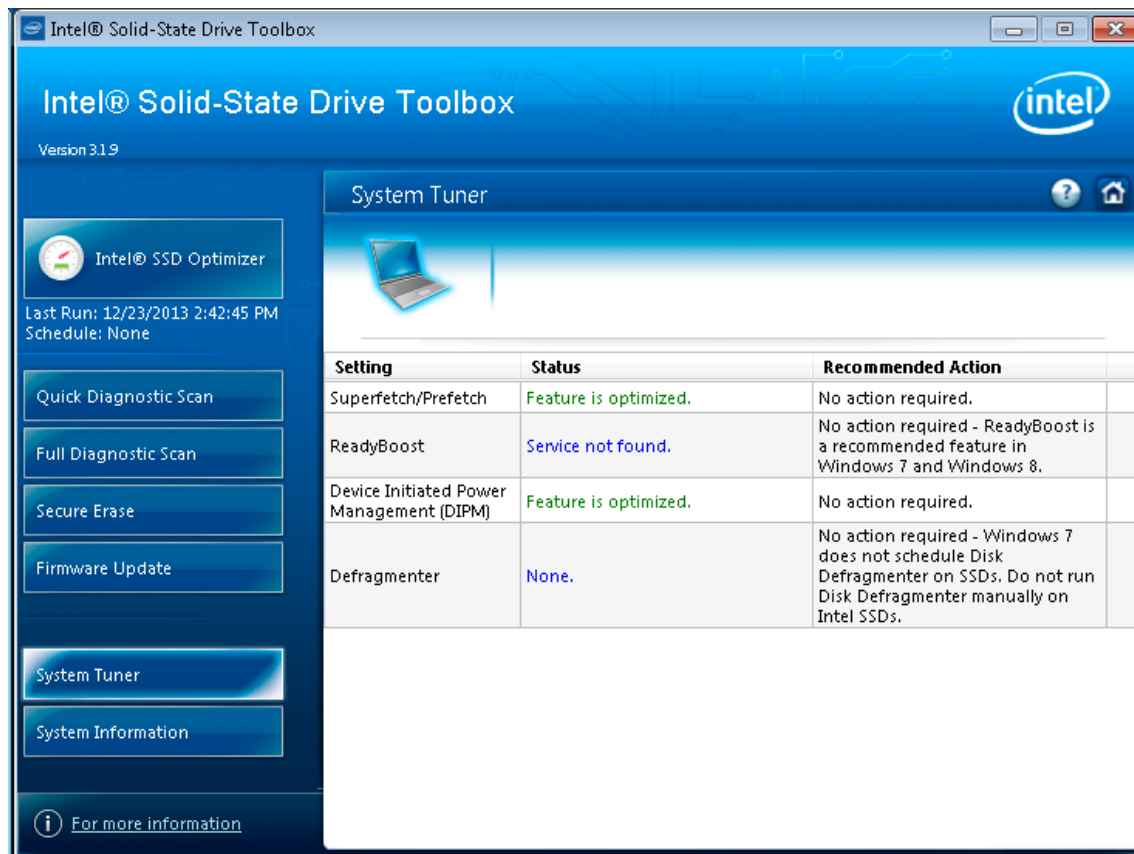 Intel® Solid-State Drive Toolbox
Intel® Solid-State Drive Toolbox
intel
Version 3.1.9
System Tuner
?
Intel® SSD Optimizer
Last Run: 12/23/2013 2:42:45 PM
Schedule: None
Quick Diagnostic Scan
Full Diagnostic Scan
Secure Erase
Firmware Update
System Tuner
System Information
i For more information
Setting Status Recommended Action
Superfetch/Prefetch Feature is optimized. No action required.
ReadyBoost Service not found. No action required - ReadyBoost is
a recommended feature in
Windows 7 and Windows 8.
Device Initiated Power
Management (DIPM) Feature is optimized. No action required.
Defragmenter None. No action required - Windows 7
does not schedule Disk
Defragmenter on SSDs. Do not run
Disk Defragmenter manually on
Intel SSDs.